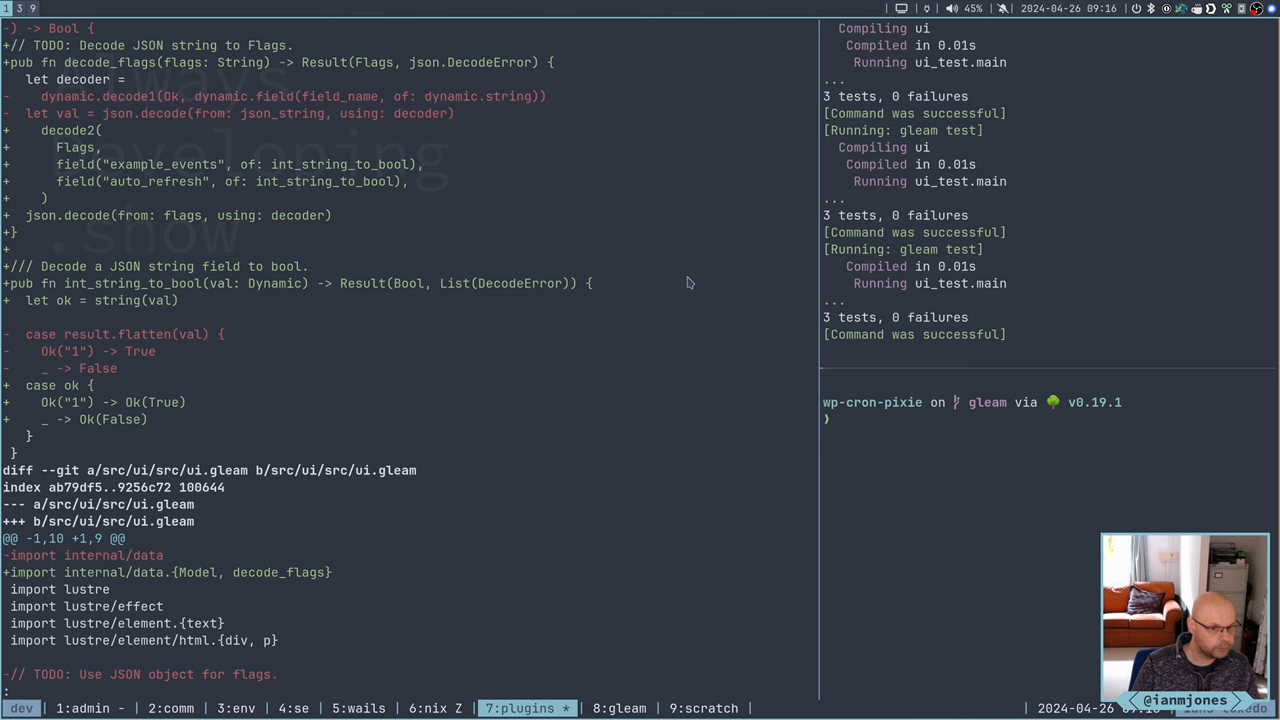 1 3 9
45%
2024-04-26 09:16
-) -> Bool {
+// TODO: Decode JSON string to Flags.
+pub fn decode_flags(flags: String) -> Result(Flags, json.DecodeError) {
let decoder =
- dynamic.decode1(Ok, dynamic.field(field_name, of: dynamic.string))
- let val = json.decode(from: json_string, using: decoder)
+ decode2(
+ Flags,
+ field("example_events", of: int_string_to_bool),
+ field("auto_refresh", of: int_string_to_bool),
+ )
+ json.decode(from: flags, using: decoder)
+}
+
+/// Decode a JSON string field to bool.
+pub fn int_string_to_bool(val: Dynamic) -> Result(Bool, List(DecodeError)) {
+ let ok = string(val)
- case result.flatten(val) {
- Ok("1") -> True
- _ -> False
+ case ok {
+ Ok("1") -> Ok(True)
+ _ -> Ok(False)
}
}
diff --git a/src/ui/src/ui.gleam b/src/ui/src/ui.gleam
index ab79df5..9256c72 100644
--- a/src/ui/src/ui.gleam
+++ b/src/ui/src/ui.gleam
@@ -1,10 +1,9 @@
-import internal/data
+import internal/data.{Model, decode_flags}
import lustre
import lustre/effect
import lustre/element.{text}
import lustre/element/html.{div, p}
-// TODO: Use JSON object for flags.
:
Always
Developing
.show
Compiling ui
Compiled in 0.01s
Running ui_test.main
...
3 tests, 0 failures
[Command was successful]
[Running: gleam test]
Compiling ui
Compiled in 0.01s
Running ui_test.main
...
3 tests, 0 failures
[Command was successful]
[Running: gleam test]
Compiling ui
Compiled in 0.01s
Running ui_test.main
...
3 tests, 0 failures
[Command was successful]
wp-cron-pixie on gleam via v0.19.1
@ianmjones
dev 1:admin - 2:comm 3:env 4:se 5:wails 6:nix Z 7:plugins * 8:gleam 9:scratch 2024-04-26